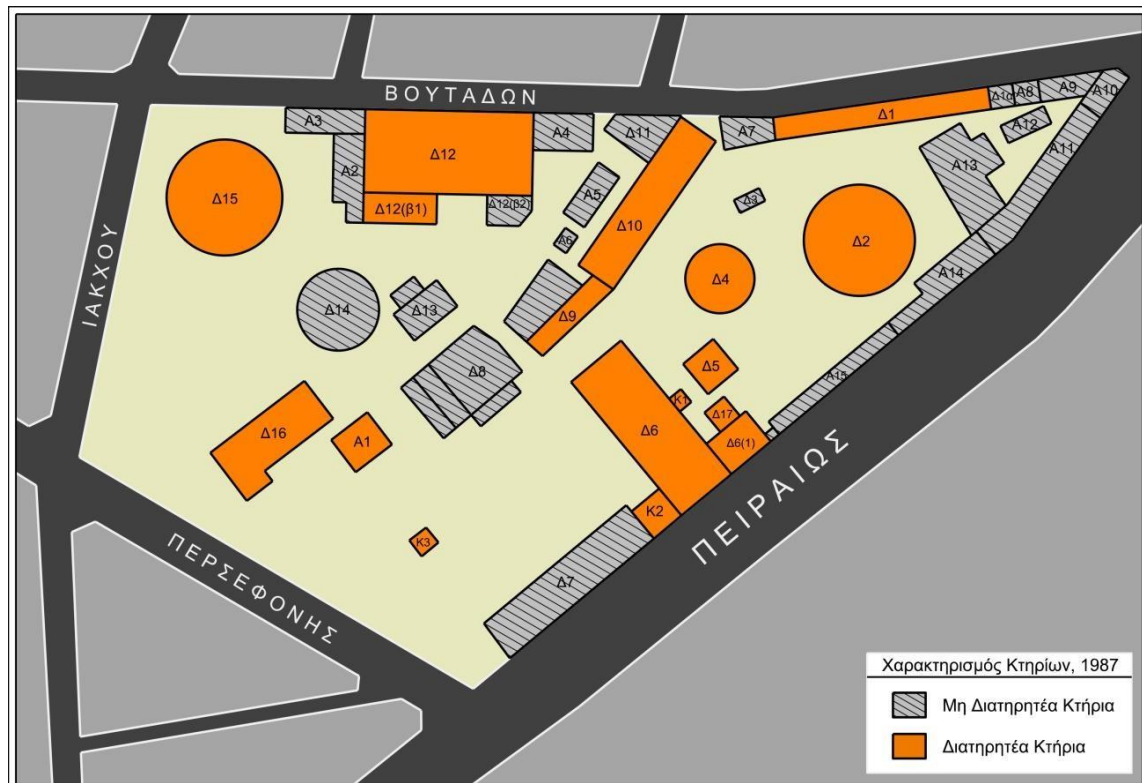 ΒΟΥΤΑΔΩΝ
Δ1
Δ1α
Α8
Α9
Α10
Α3
Α4
Δ11
Α7
Α12
Α11
Α2
Δ12
Α13
Δ15
Α5
Δ12(β1)
Δ12(β2)
Δ3
Δ10
Α6
Δ2
Δ4
Α14
ΙΑΚΧΟΥ
Δ14
Δ13
Δ9
Δ8
Δ5
Α15
Κ1
Δ17
Δ16
Α1
Δ6
Δ6(1)
Κ2
ΠΕΙΡΑΙΩΣ
Κ3
Δ7
ΠΕΡΣΕΦΟΝΗΣ
Χαρακτηρισμός Κτηρίων, 1987
Μη Διατηρητέα Κτήρια
Διατηρητέα Κτήρια